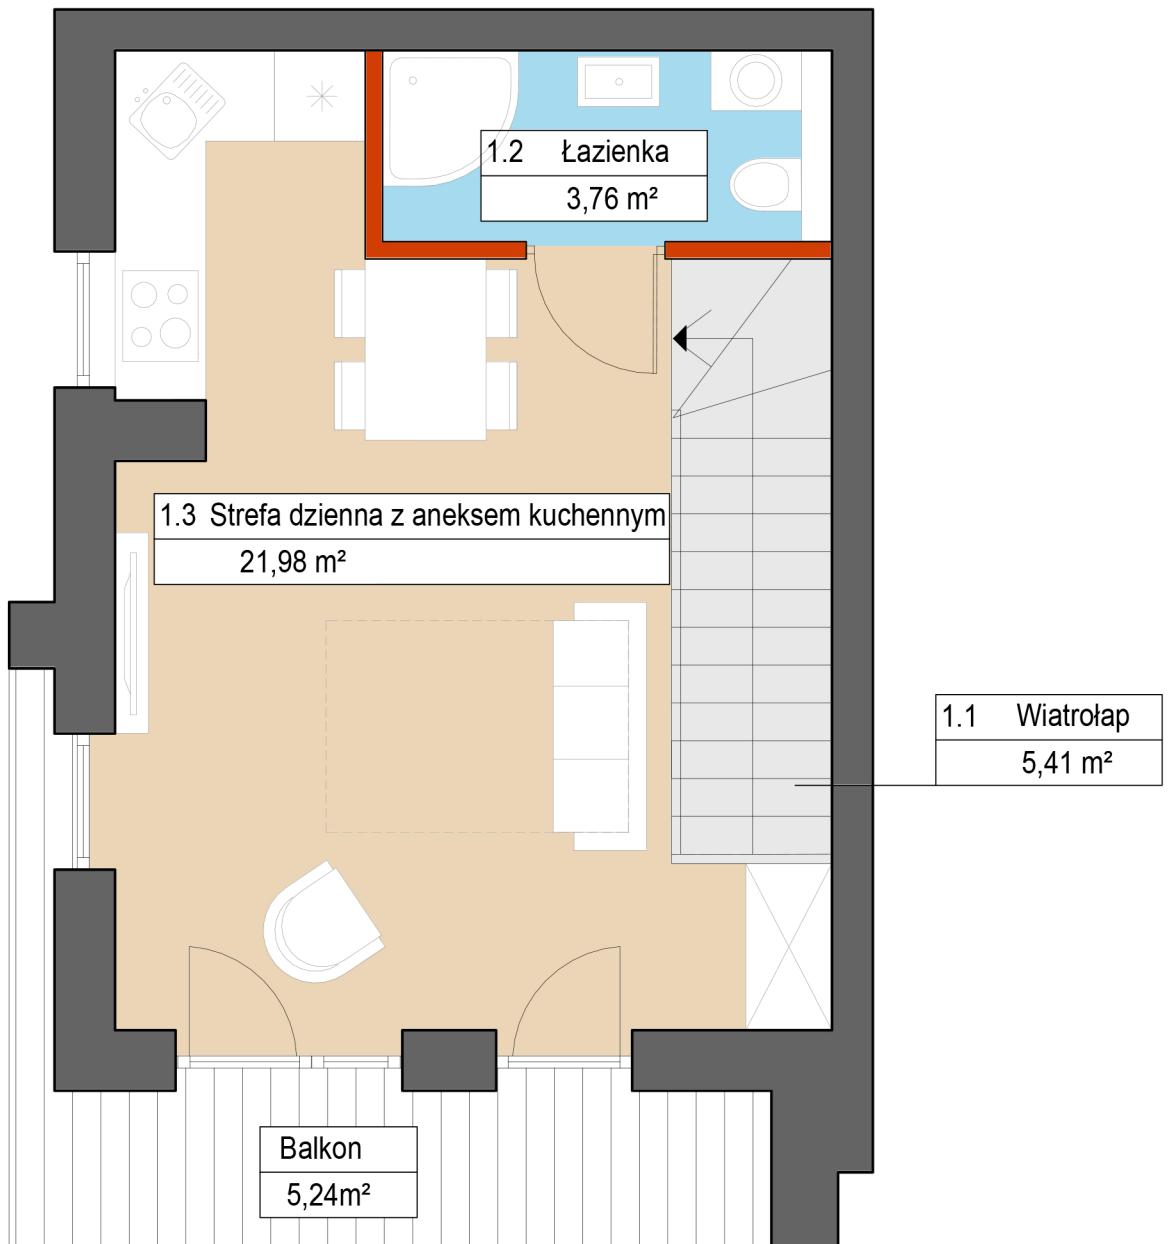 1.2 Łazienka
3,76 m²
1.3 Strefa dzienna z aneksem kuchennym
21,98 m²
1.1 Wiatrołap
5,41 m²
Balkon
5,24m²